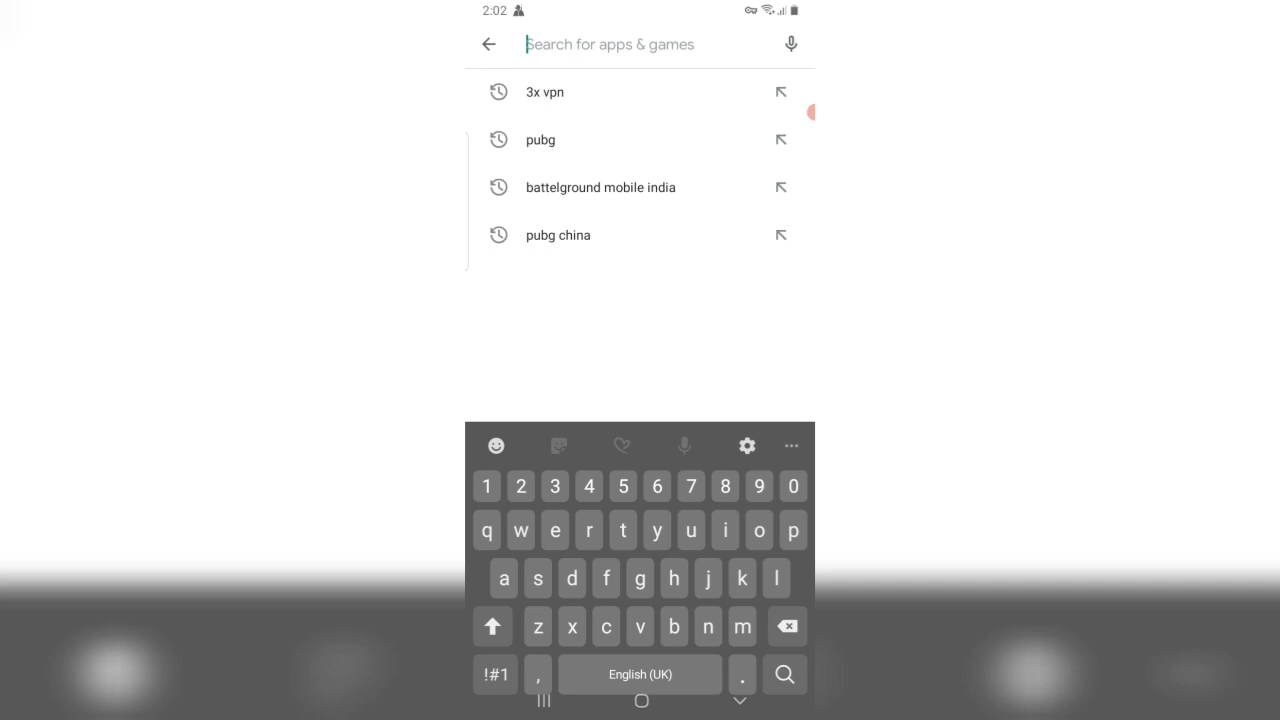 2:02
Search for apps & games
3x vpn
pubg
battelground mobile india
pubg china
1 2 3 4 5 6 7 8 9 0
q w e r t y u i o p
a s d f g h j k l
z x c v b n m
!#1 , English (UK) .